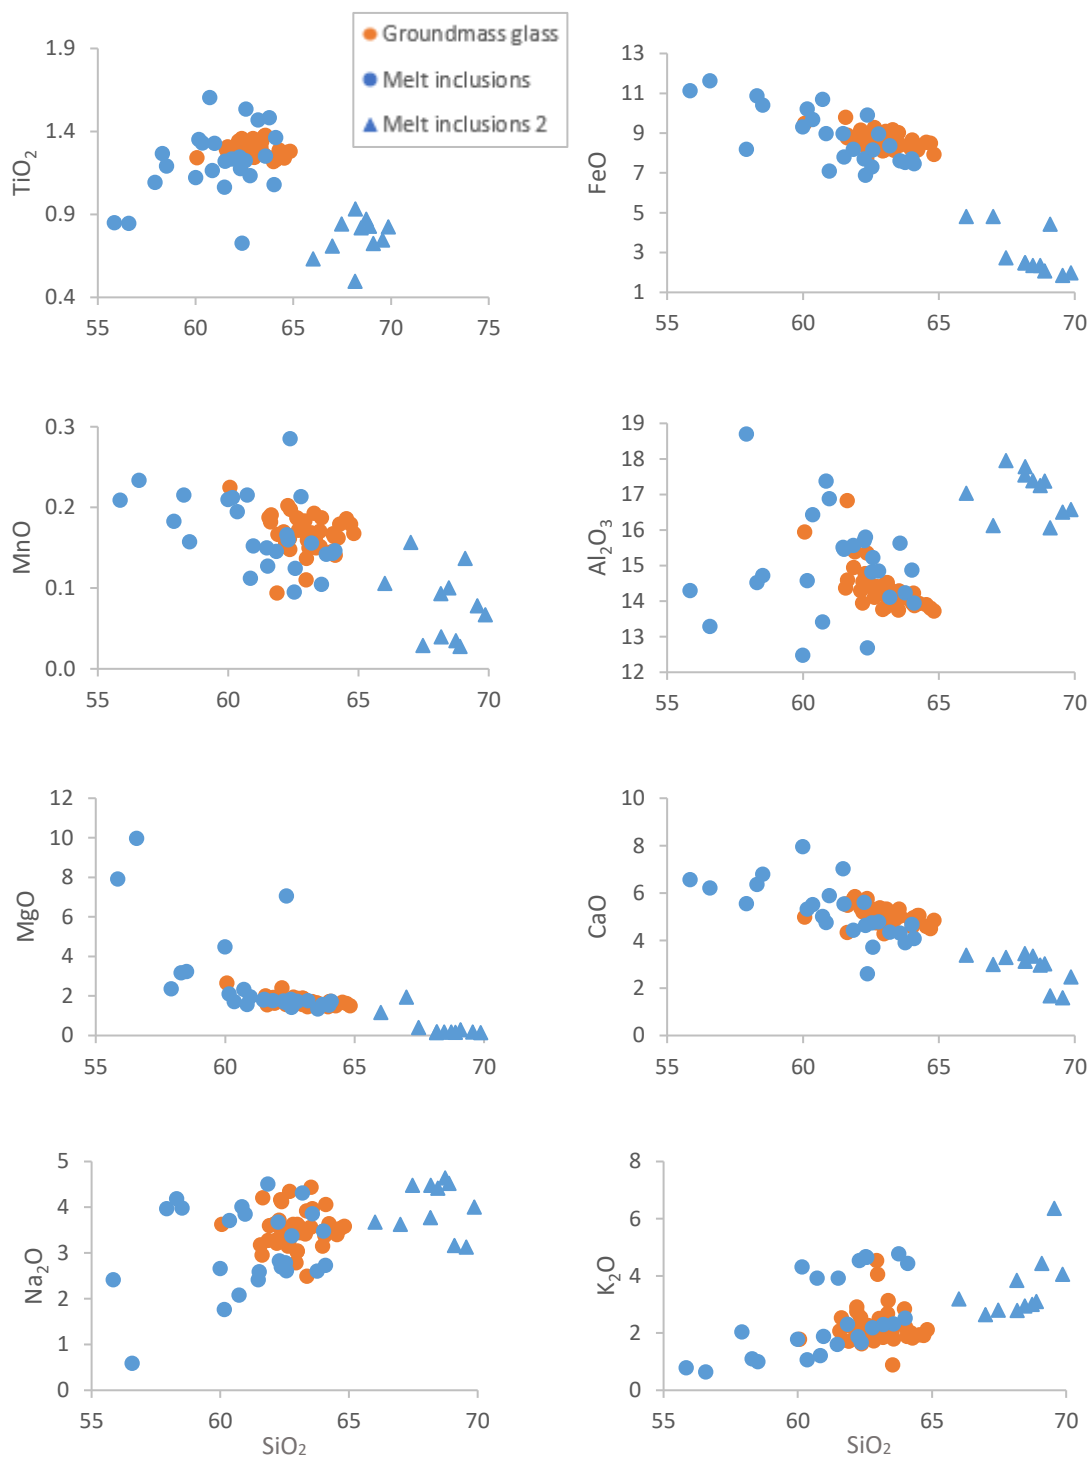 Groundmass glass
Melt inclusions
Melt inclusions 2
TiO₂
1.9
1.4
0.9
0.4
55 60 65 70 75
FeO
13
11
9
7
5
3
1
55 60 65 70
MnO
0.3
0.2
0.1
0.0
55 60 65 70
Al₂O₃
19
18
17
16
15
14
13
12
55 60 65 70
MgO
12
10
8
6
4
2
0
55 60 65 70
CaO
10
8
6
4
2
0
55 60 65 70
Na₂O
5
4
3
2
1
0
55 60 65 70
SiO₂
K₂O
8
6
4
2
0
55 60 65 70
SiO₂